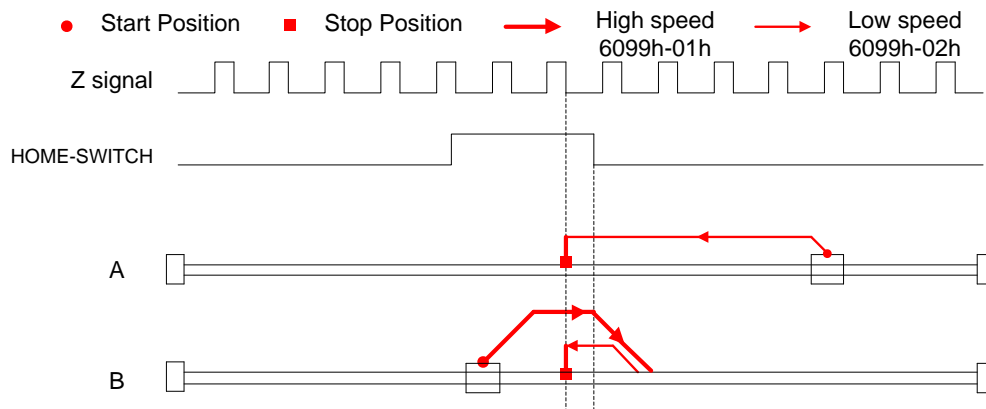 Start Position
Stop Position
High speed
6099h-01h
Low speed
6099h-02h
Z signal
HOME-SWITCH
A
B